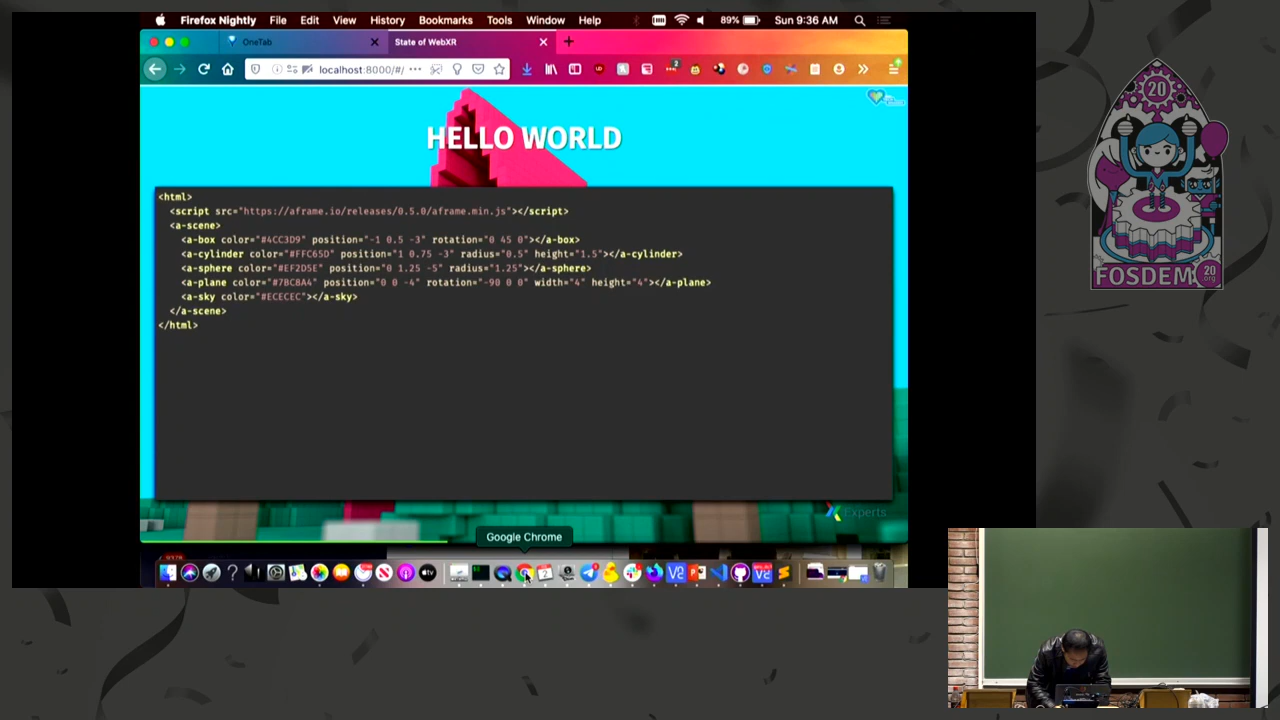 Firefox Nightly File Edit View History Bookmarks Tools Window Help 89% Sun 9:36 AM
OneTab
State of WebXR
localhost:8000/#/
HELLO WORLD
<html>
<script src="https://aframe.io/releases/0.5.0/aframe.min.js"></script>
<a-scene>
<a-box color="#4CC3D9" position="-1 0.5 -3" rotation="0 45 0"></a-box>
<a-cylinder color="#FFC65D" position="1 0.75 -3" radius="0.5" height="1.5"></a-cylinder>
<a-sphere color="#EF2D5E" position="0 1.25 -5" radius="1.25"></a-sphere>
<a-plane color="#7BC8A4" position="0 0 -4" rotation="-90 0 0" width="4" height="4"></a-plane>
<a-sky color="#ECECEC"></a-sky>
</a-scene>
</html>
Experts
Google Chrome
20
FOSDEM
20
.org